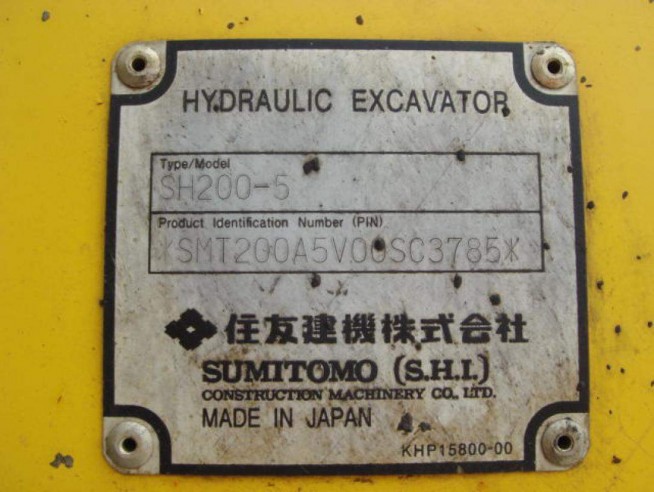 HYDRAULIC EXCAVATOR
Type/Model
SH200-5
Product Identification Number (PIN)
*SMT200A5V00SC3785*
住友建機株式会社
SUMITOMO (S.H.I.)
CONSTRUCTION MACHINERY CO., LTD.
MADE IN JAPAN
KHP15800-00